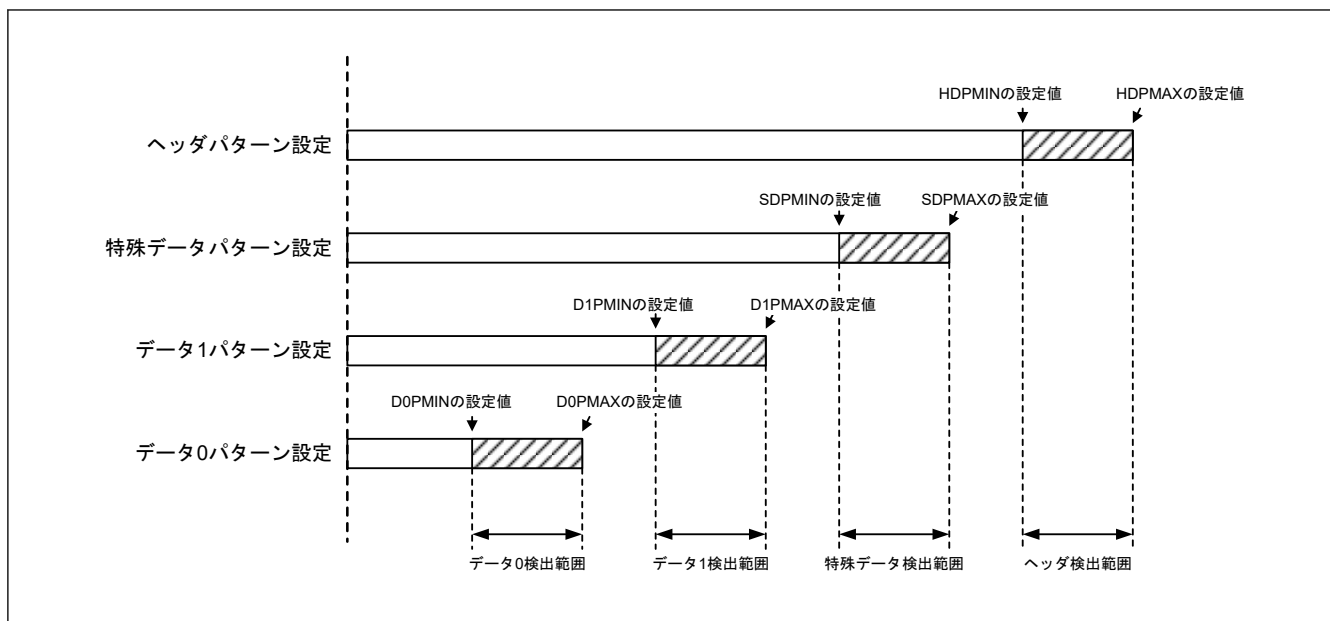 HDPMINの設定値
HDPMAXの設定値
ヘッダパターン設定
SDPMINの設定値
SDPMAXの設定値
特殊データパターン設定
D1PMINの設定値
D1PMAXの設定値
データ1パターン設定
D0PMINの設定値
D0PMAXの設定値
データ0パターン設定
データ0検出範囲
データ1検出範囲
特殊データ検出範囲
ヘッダ検出範囲